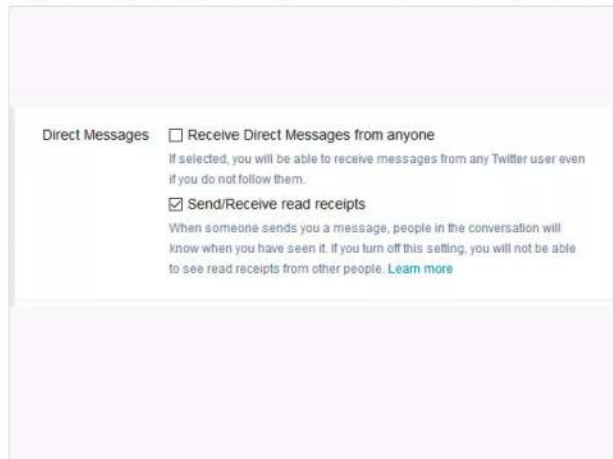 Direct Messages
Receive Direct Messages from anyone
If selected, you will be able to receive messages from any Twitter user even
if you do not follow them.
Send/Receive read receipts
When someone sends you a message, people in the conversation will
know when you have seen it. If you turn off this setting, you will not be able
to see read receipts from other people. Learn more